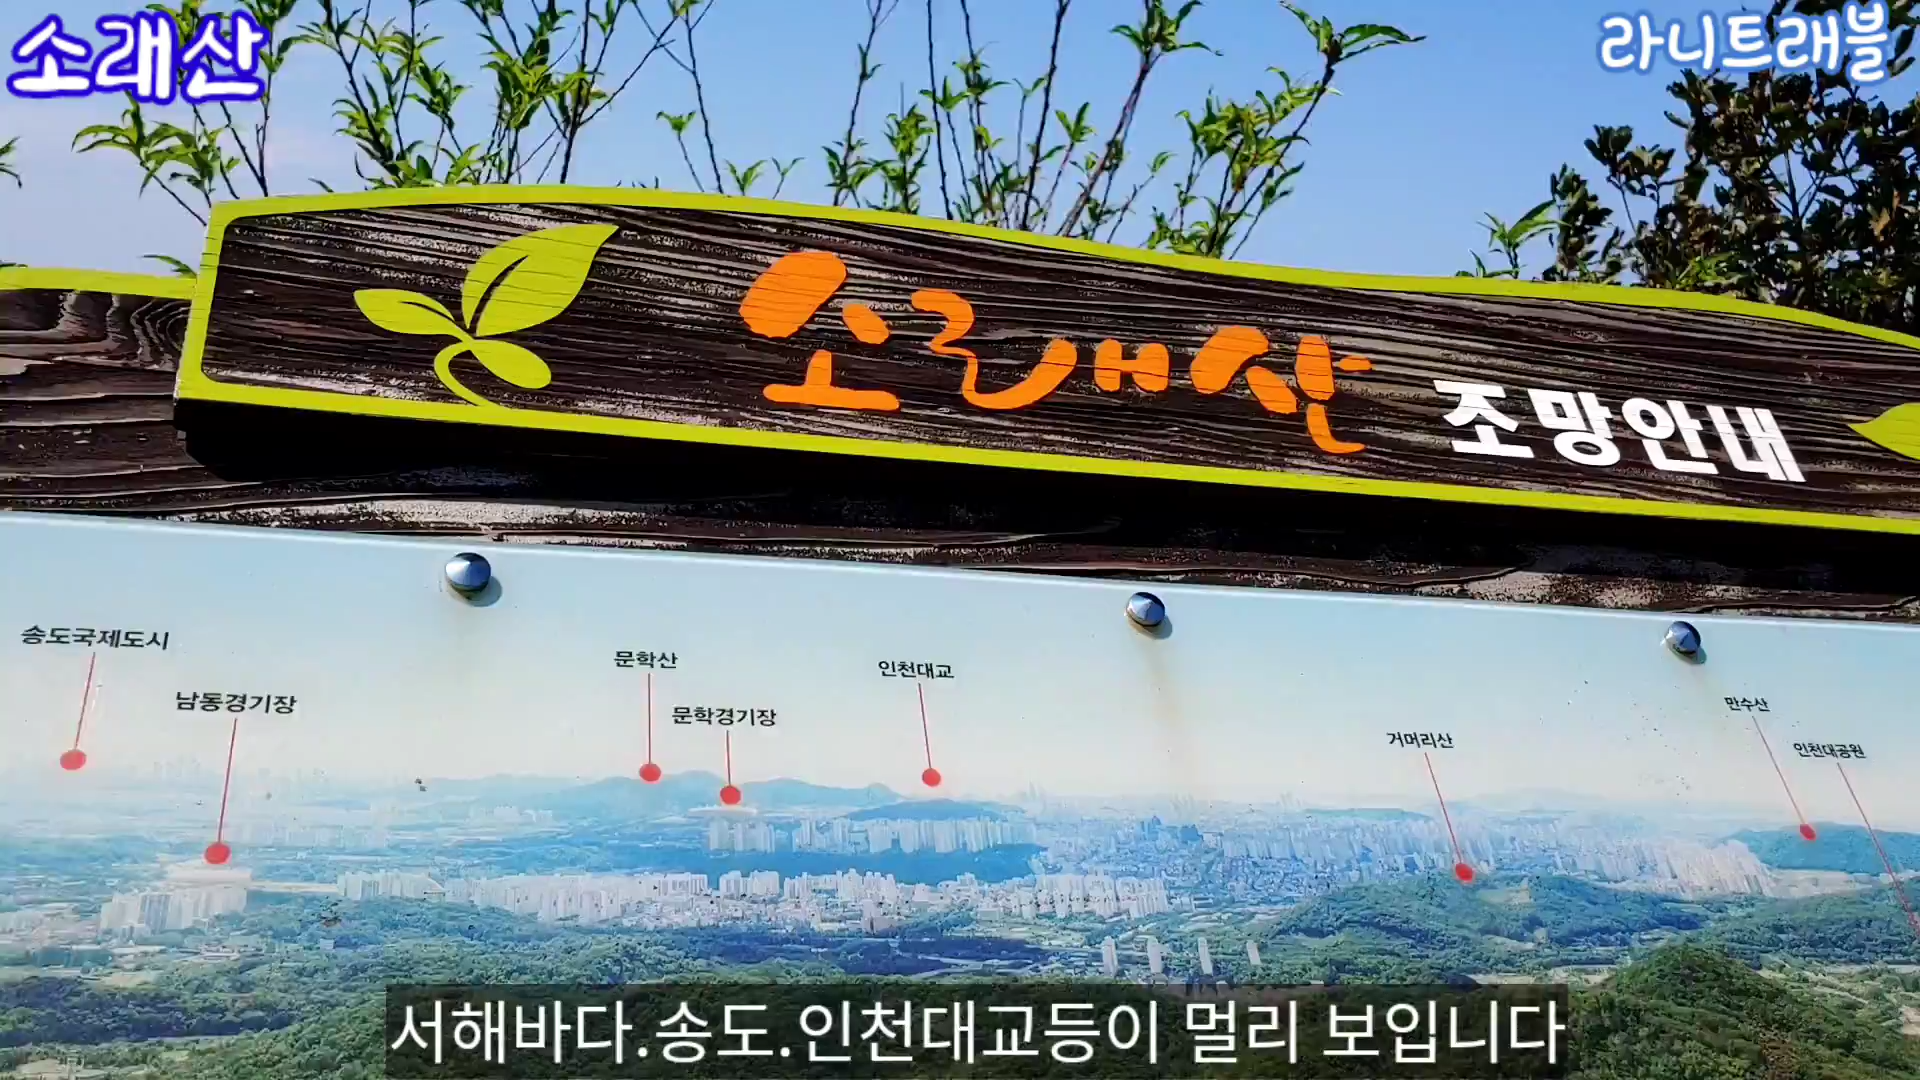 소래산
라니트래블
소래산 조망안내
송도국제도시
남동경기장
문학산
문학경기장
인천대교
거머리산
만수산
인천대공원
서해바다.송도.인천대교등이 멀리 보입니다